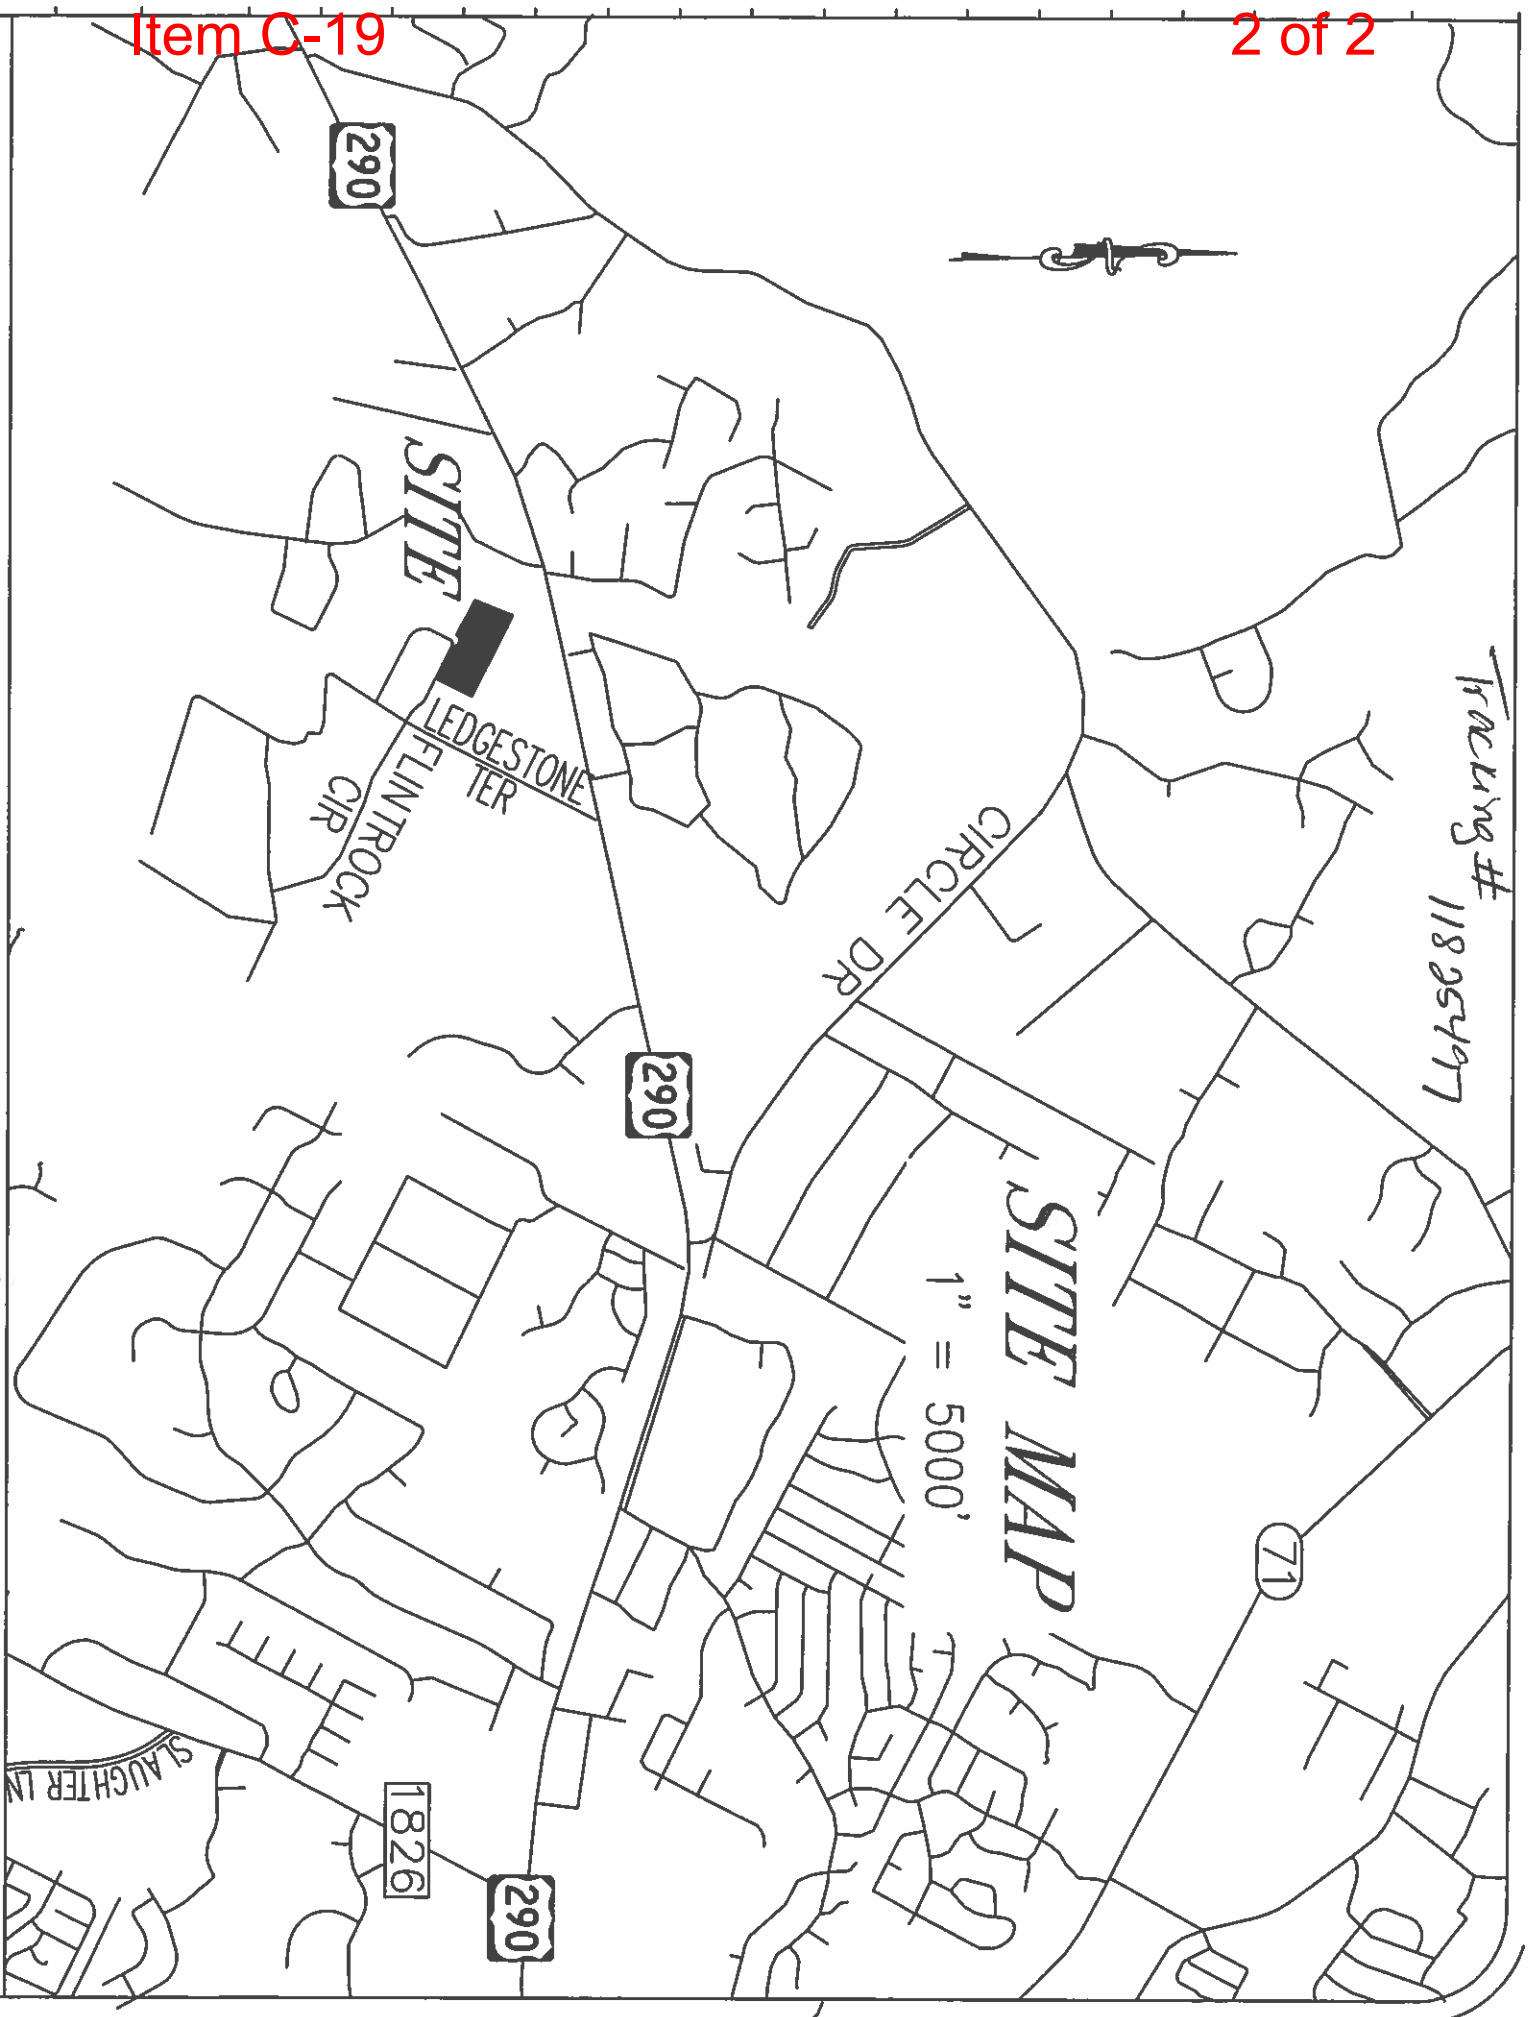 Item C-19
2 of 2
290
SITE
LEDGESTONE
TER
FLINTROCK
CIR
CIRCLE DR
Tracking #
11825497
290
SITE MAP
1" = 5000'
71
SLAUGHTER LN
1826
290